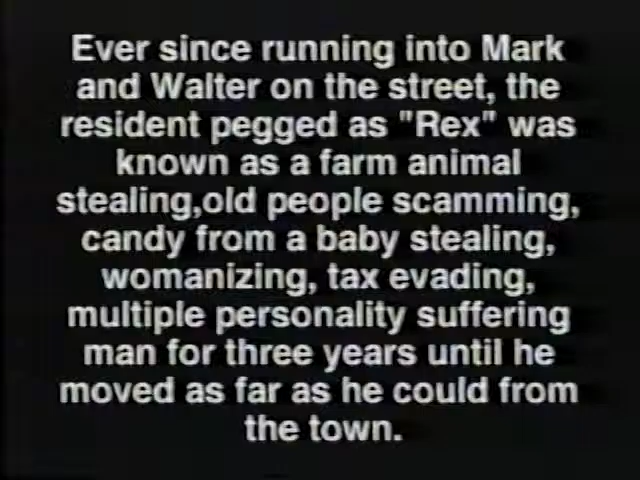 Ever since running into Mark
and Walter on the street, the
resident pegged as "Rex" was
known as a farm animal
stealing,old people scamming,
candy from a baby stealing,
womanizing, tax evading,
multiple personality suffering
man for three years until he
moved as far as he could from
the town.